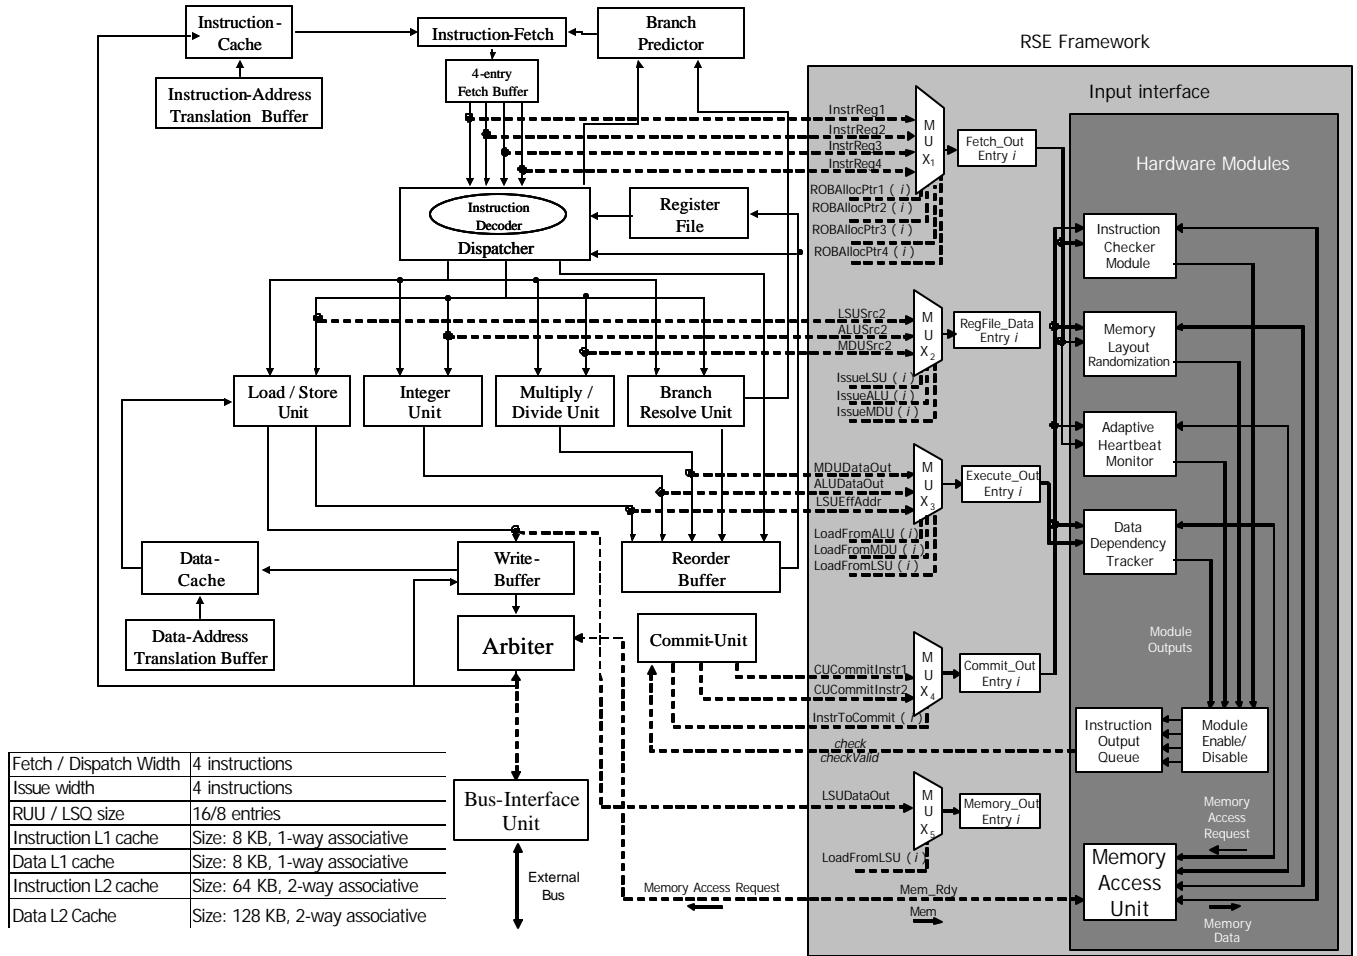 Instruction-
Cache
Instruction-Fetch
Branch
Predictor
RSE Framework
4-entry
Fetch Buffer
Instruction-Address
Translation Buffer
Input interface
InstrReg1
InstrReg2
InstrReg3
InstrReg4
M
U
X1
Fetch_Out
Entry i
Hardware Modules
ROBAllocPtr1 ( i )
ROBAllocPtr2 ( i )
ROBAllocPtr3 ( i )
ROBAllocPtr4 ( i )
Instruction
Decoder
Dispatcher
Register
File
Instruction
Checker
Module
LSUSrc2
ALUSrc2
MDUSrc2
M
U
X2
RegFile_Data
Entry i
Memory
Layout
Randomization
IssueLSU ( i )
IssueALU ( i )
IssueMDU ( i )
Load / Store
Unit
Integer
Unit
Multiply /
Divide Unit
Branch
Resolve Unit
Adaptive
Heartbeat
Monitor
MDUDataOut
ALUDataOut
LSUEffAddr
M
U
X3
Execute_Out
Entry i
LoadFromALU ( i )
LoadFromMDU ( i )
LoadFromLSU ( i )
Data
Dependency
Tracker
Data-
Cache
Write-
Buffer
Reorder
Buffer
Data-Address
Translation Buffer
Arbiter
Commit-Unit
Module
Outputs
CUCommitInstr1
CUCommitInstr2
InstrToCommit ( i )
M
U
X4
Commit_Out
Entry i
check
checkValid
Instruction
Output
Queue
Module
Enable/
Disable
Fetch / Dispatch Width 4 instructions
Issue width 4 instructions
RUU / LSQ size 16/8 entries
Instruction L1 cache Size: 8 KB, 1-way associative
Data L1 cache Size: 8 KB, 1-way associative
Instruction L2 cache Size: 64 KB, 2-way associative
Data L2 Cache Size: 128 KB, 2-way associative
Bus-Interface
Unit
External
Bus
LSUDataOut
M
U
X5
Memory_Out
Entry i
LoadFromLSU ( i )
Memory
Access
Request
Memory Access Request
Mem_Rdy
Mem
Memory
Access
Unit
Memory
Data